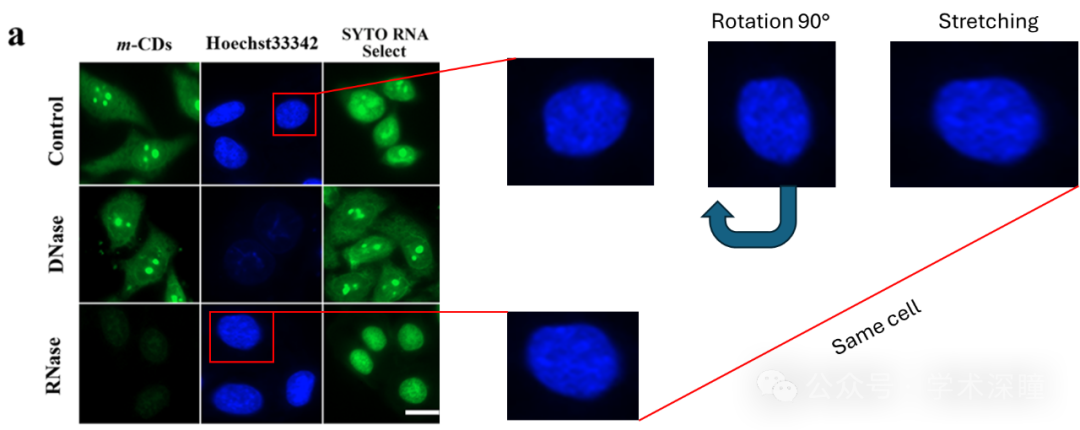 a
m-CDs
Hoechst33342
SYTO RNA
Select
Rotation 90°
Stretching
Control
DNase
RNase
Same cell
公众号 学术深瞳